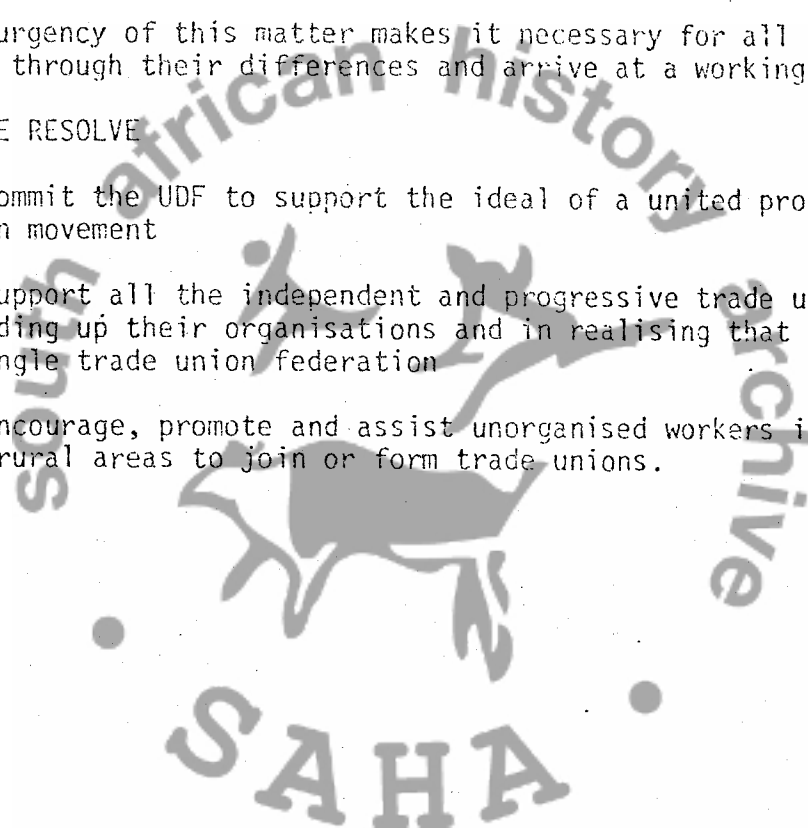 urgency of this matter makes it necessary for all
through their differences and arrive at a working
E RESOLVE
ommit the UDF to support the ideal of a united pro
n movement
upport all the independent and progressive trade u
ding up their organisations and in realising that
ngle trade union federation
ncourage, promote and assist unorganised workers i
rural areas to join or form trade unions.
south african history archive
SAHA